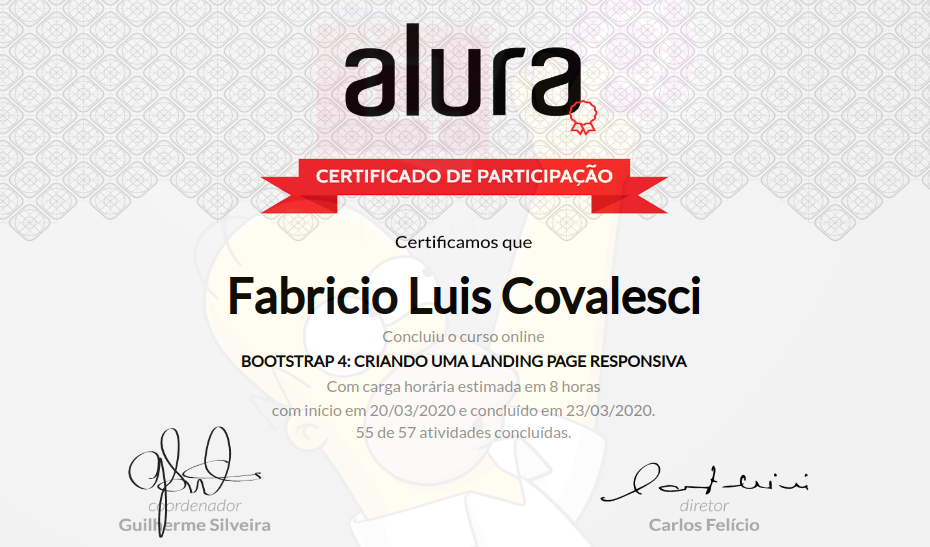 alura
CERTIFICADO DE PARTICIPAÇÃO
Certificamos que
Fabricio Luis Covalesci
Concluiu o curso online
BOOTSTRAP 4: CRIANDO UMA LANDING PAGE RESPONSIVA
Com carga horária estimada em 8 horas
com início em 20/03/2020 e concluído em 23/03/2020.
55 de 57 atividades concluídas.
coordenador
Guilherme Silveira
diretor
Carlos Felício